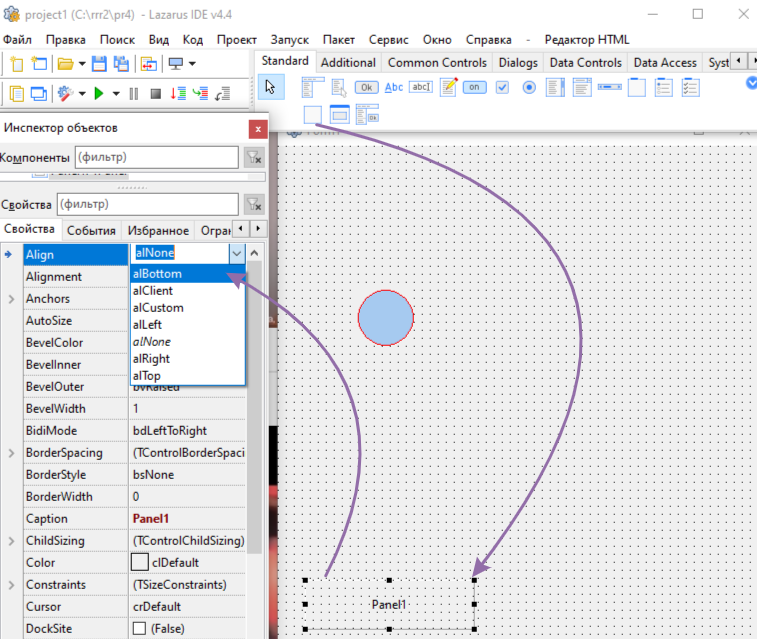 project1 (C:\rrr2\pr4) - Lazarus IDE v4.4
Файл Правка Поиск Вид Код Проект Запуск Пакет Сервис Окно Справка - Редактор HTML
Standard Additional Common Controls Dialogs Data Controls Data Access Syst
Ok Abc abcI on
Ok
Инспектор объектов
Компоненты (фильтр)
Свойства (фильтр)
Свойства События Избранное Огран
Align alNone
alBottom
Alignment
alClient
Anchors
alCustom
AutoSize
alLeft
BevelColor
alNone
BevelInner
alRight
alTop
BevelOuter bvRaised
BevelWidth 1
BidiMode bdLeftToRight
BorderSpacing (TControlBorderSpaci
BorderStyle bsNone
BorderWidth 0
Caption Panel1
ChildSizing (TControlChildSizing)
Color clDefault
Constraints (TSizeConstraints)
Cursor crDefault
DockSite (False)
Panel1